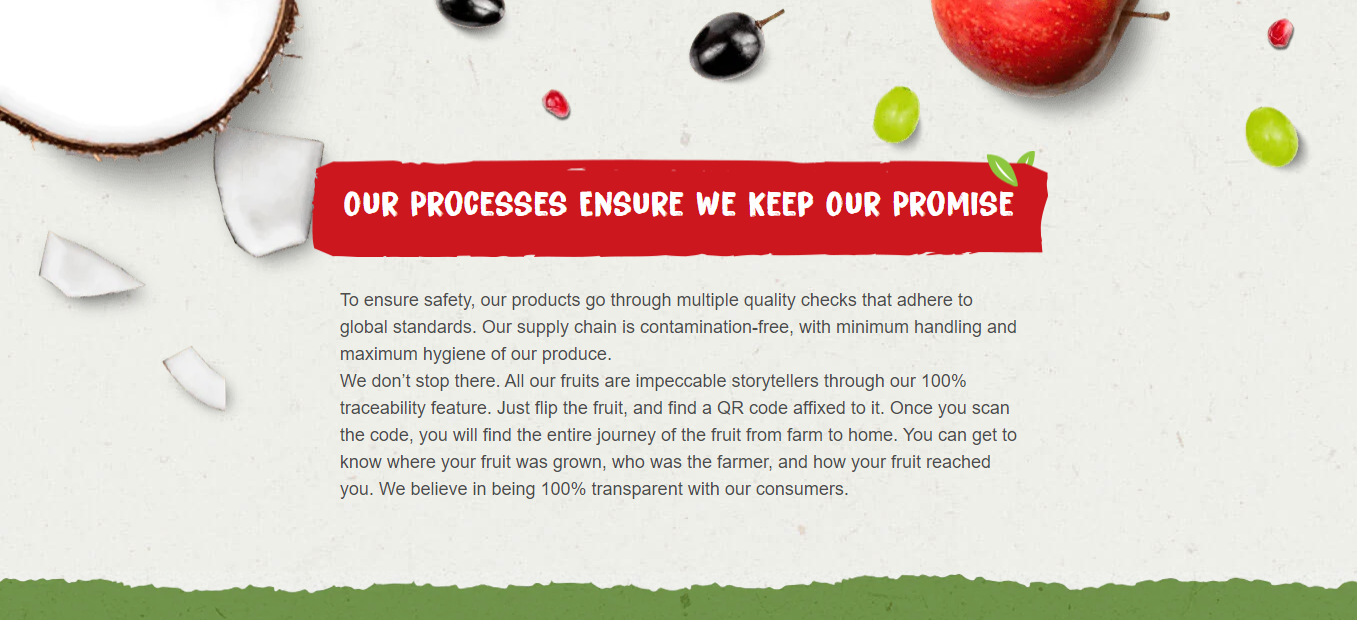 OUR PROCESSES ENSURE WE KEEP OUR PROMISE
To ensure safety, our products go through multiple quality checks that adhere to
global standards. Our supply chain is contamination-free, with minimum handling and
maximum hygiene of our produce.
We don’t stop there. All our fruits are impeccable storytellers through our 100%
traceability feature. Just flip the fruit, and find a QR code affixed to it. Once you scan
the code, you will find the entire journey of the fruit from farm to home. You can get to
know where your fruit was grown, who was the farmer, and how your fruit reached
you. We believe in being 100% transparent with our consumers.